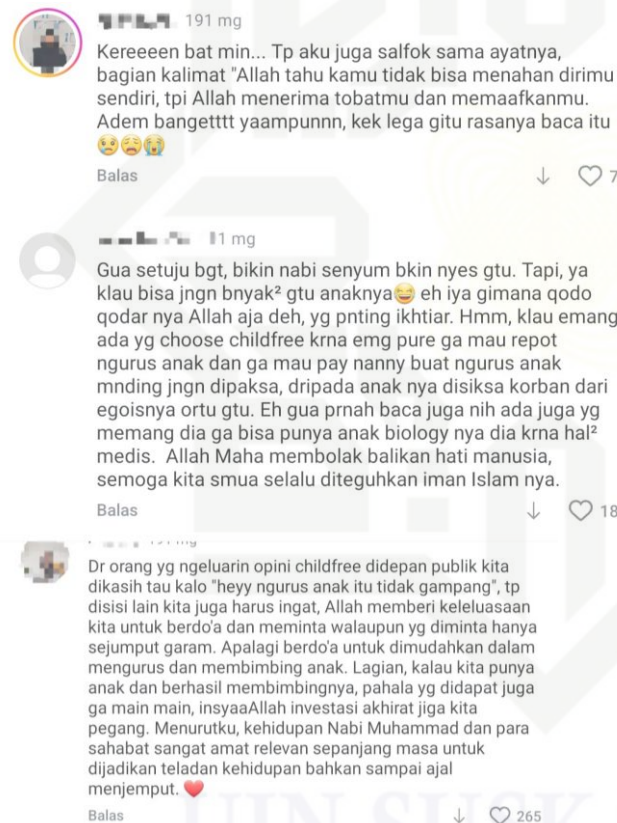 191 mg
Kereeeen bat min... Tp aku juga salfok sama ayatnya,
bagian kalimat "Allah tahu kamu tidak bisa menahan dirimu
sendiri, tpi Allah menerima tobatmu dan memaafkanmu.
Adem bangetttt yaampunnn, kek lega gitu rasanya baca itu
😢😩😭
Balas
7
1 mg
Gua setuju bgt, bikin nabi senyum bkin nyes gtu. Tapi, ya
klau bisa jngn bnyak² gtu anaknya😂 eh iya gimana qodo
qodar nya Allah aja deh, yg pnting ikhtiar. Hmm, klau emang
ada yg choose childfree krna emg pure ga mau repot
ngurus anak dan ga mau pay nanny buat ngurus anak
mnding jngn dipaksa, dripada anak nya disiksa korban dari
egoisnya ortu gtu. Eh gua prnah baca juga nih ada juga yg
memang dia ga bisa punya anak biology nya dia krna hal²
medis. Allah Maha membolak balikan hati manusia,
semoga kita smua selalu diteguhkan iman Islam nya.
Balas
18
Dr orang yg ngeluarin opini childfree didepan publik kita
dikasih tau kalo "heyy ngurus anak itu tidak gampang", tp
disisi lain kita juga harus ingat, Allah memberi keleluasaan
kita untuk berdo'a dan meminta walaupun yg diminta hanya
sejumput garam. Apalagi berdo'a untuk dimudahkan dalam
mengurus dan membimbing anak. Lagian, kalau kita punya
anak dan berhasil membimbingnya, pahala yg didapat juga
ga main main, insyaaAllah investasi akhirat jiga kita
pegang. Menurutku, kehidupan Nabi Muhammad dan para
sahabat sangat amat relevan sepanjang masa untuk
dijadikan teladan kehidupan bahkan sampai ajal
menjemput. ❤️
Balas
265
UIN SUSK